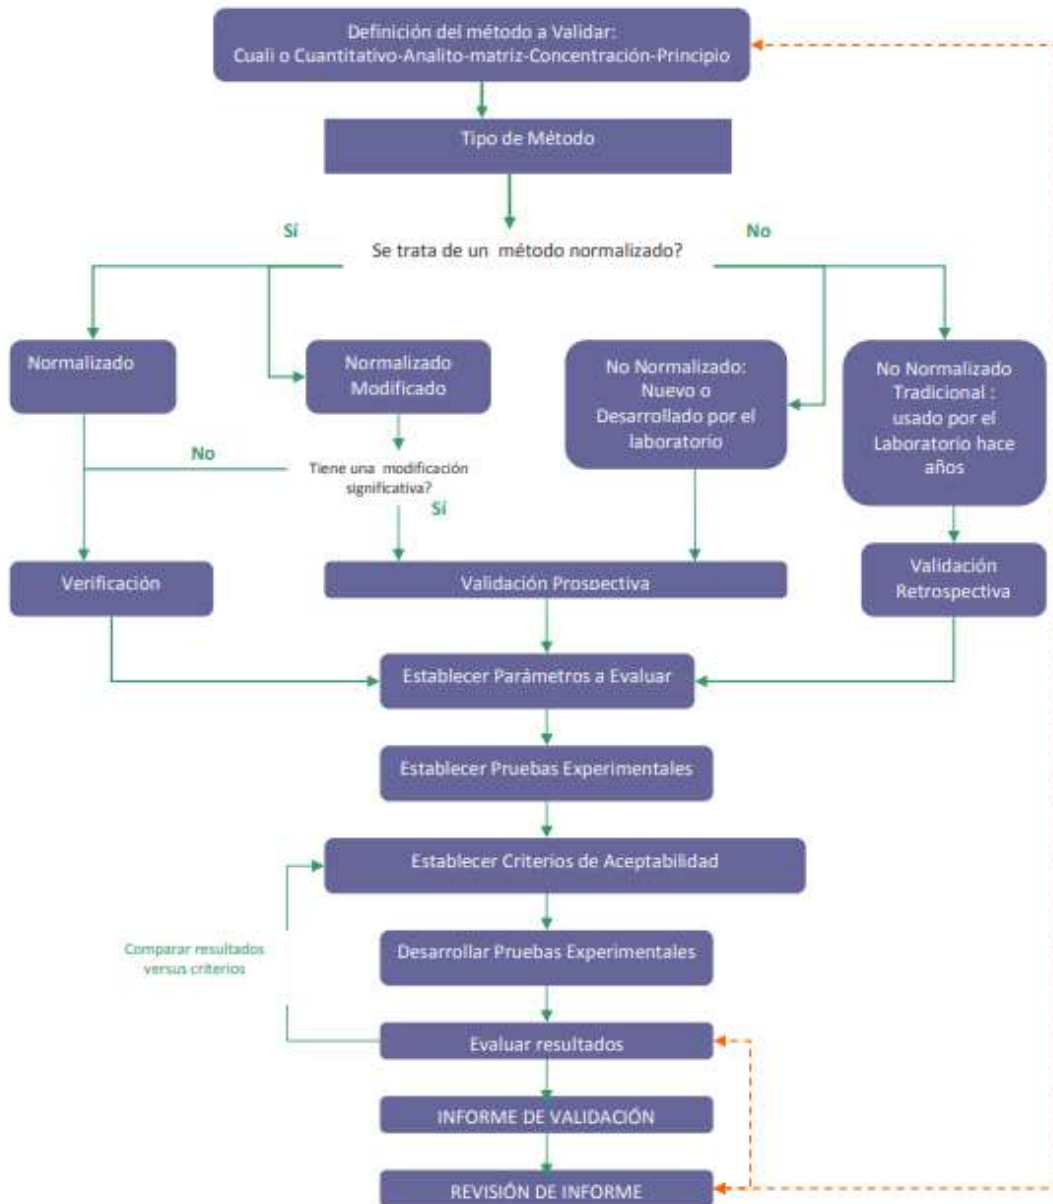 Definición del método a Validar:
Cuali o Cuantitativo-Analito-matriz-Concentración-Principio
Tipo de Método
Sí
No
Se trata de un método normalizado?
Normalizado
Normalizado
Modificado
No Normalizado:
Nuevo o
Desarrollado por el
laboratorio
No Normalizado
Tradicional :
usado por el
Laboratorio hace
años
No
Tiene una modificación
significativa?
Sí
Verificación
Validación Prospectiva
Validación
Retrospectiva
Establecer Parámetros a Evaluar
Establecer Pruebas Experimentales
Establecer Criterios de Aceptabilidad
Comparar resultados
versus criterios
Desarrollar Pruebas Experimentales
Evaluar resultados
INFORME DE VALIDACIÓN
REVISIÓN DE INFORME